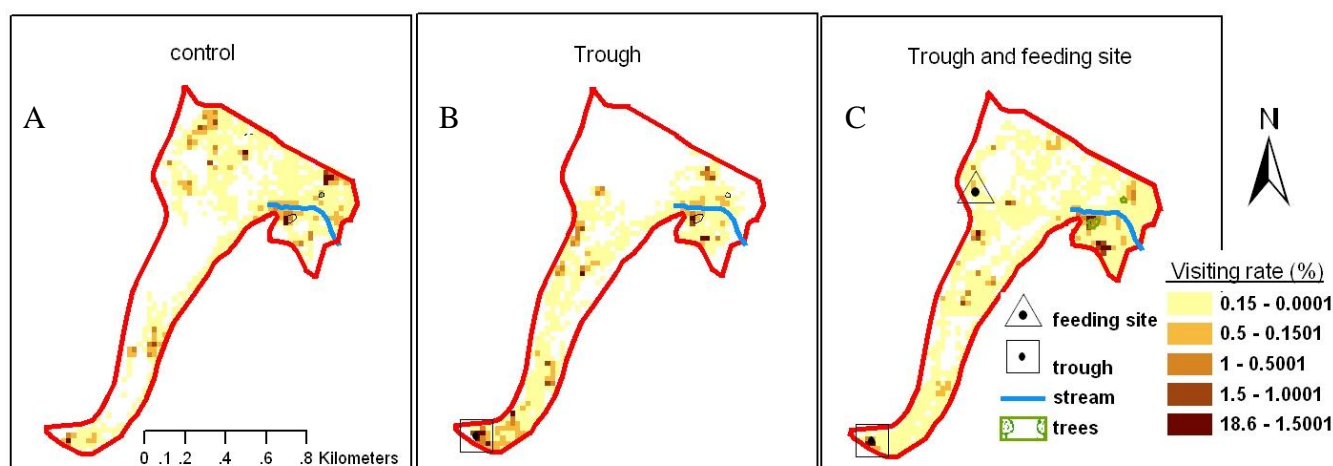 control
A
0 .1 .2 .4 .6 .8 Kilometers
Trough
B
Trough and feeding site
C
feeding site
trough
stream
trees
N
Visiting rate (%)
0.15 - 0.0001
0.5 - 0.1501
1 - 0.5001
1.5 - 1.0001
18.6 - 1.5001